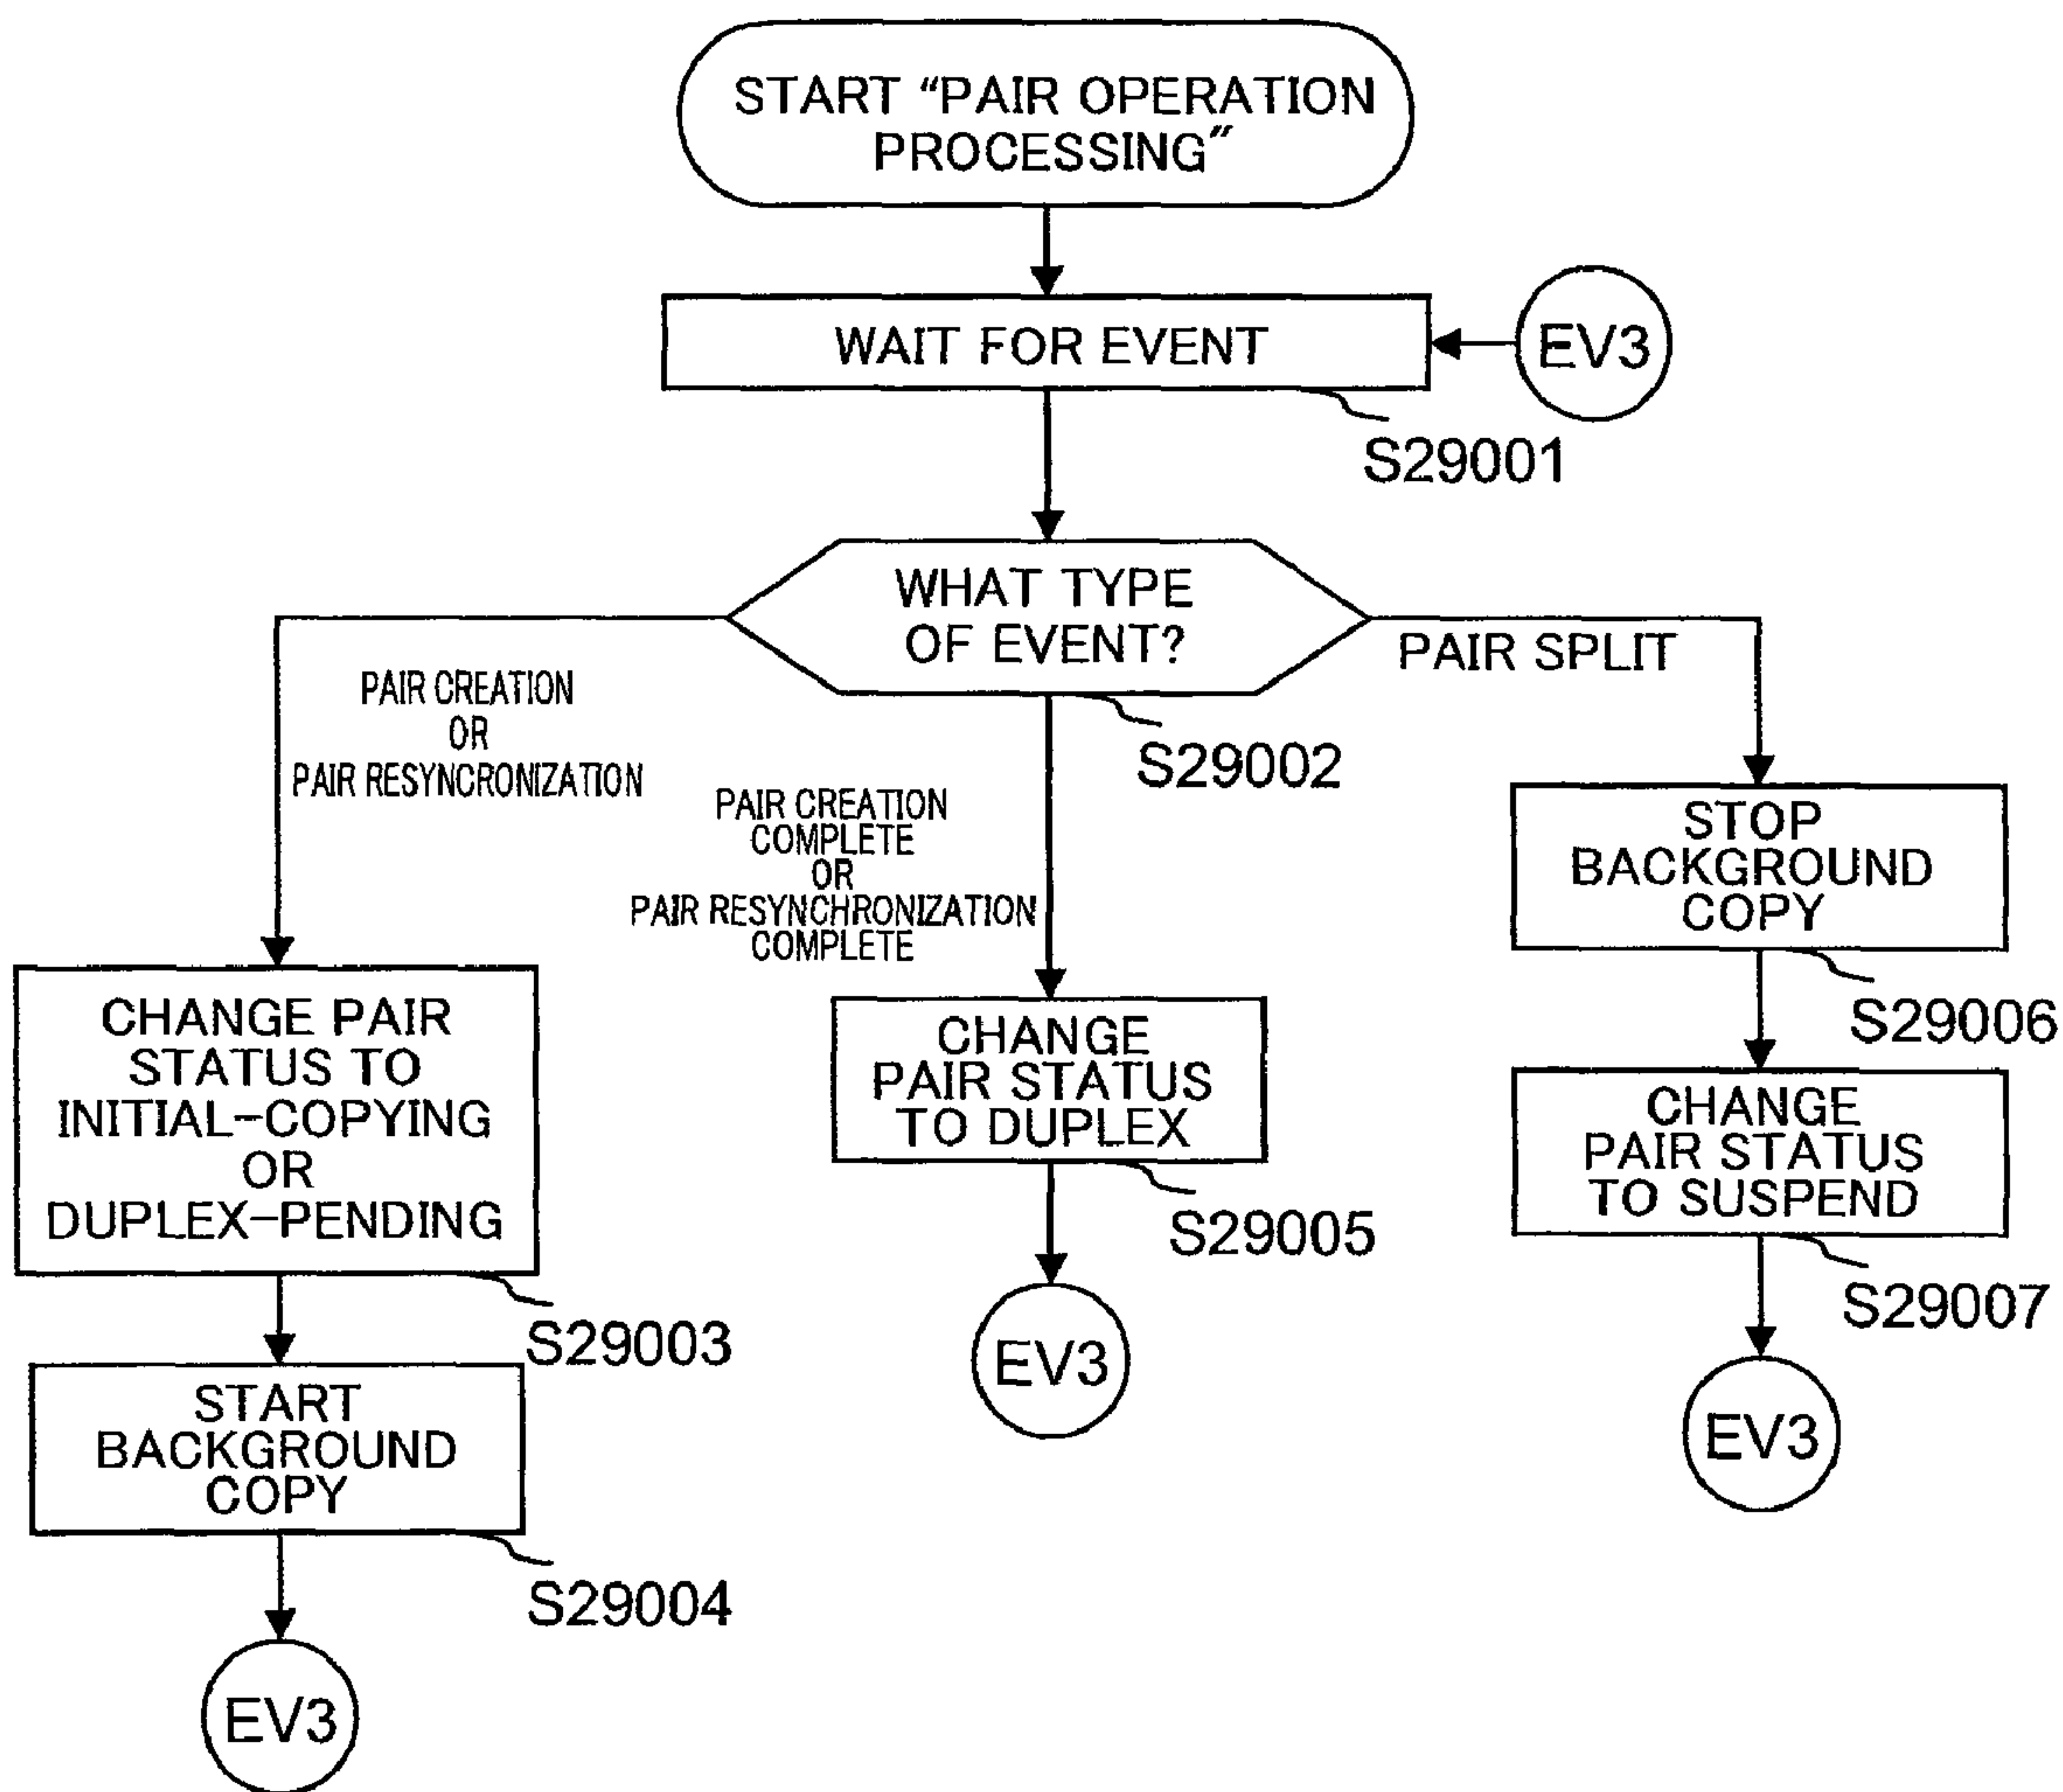 START “PAIR OPERATION
PROCESSING”
WAIT FOR EVENT
EV3
S29001
WHAT TYPE
OF EVENT?
S29002
PAIR CREATION
OR
PAIR RESYNCRONIZATION
PAIR CREATION
COMPLETE
OR
PAIR RESYNCHRONIZATION
COMPLETE
PAIR SPLIT
CHANGE PAIR
STATUS TO
INITIAL-COPYING
OR
DUPLEX-PENDING
S29003
START
BACKGROUND
COPY
S29004
EV3
CHANGE
PAIR STATUS
TO DUPLEX
S29005
EV3
STOP
BACKGROUND
COPY
S29006
CHANGE
PAIR STATUS
TO SUSPEND
S29007
EV3